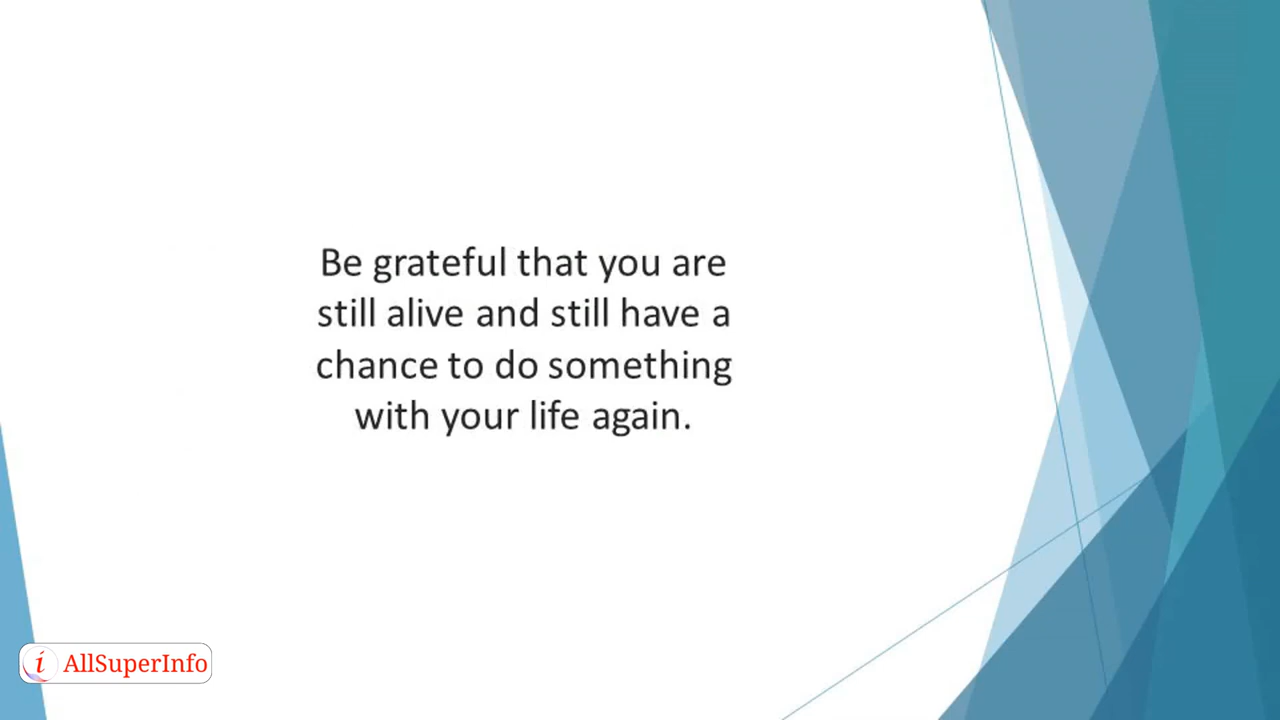 Be grateful that you are
still alive and still have a
chance to do something
with your life again.
i AllSuperInfo